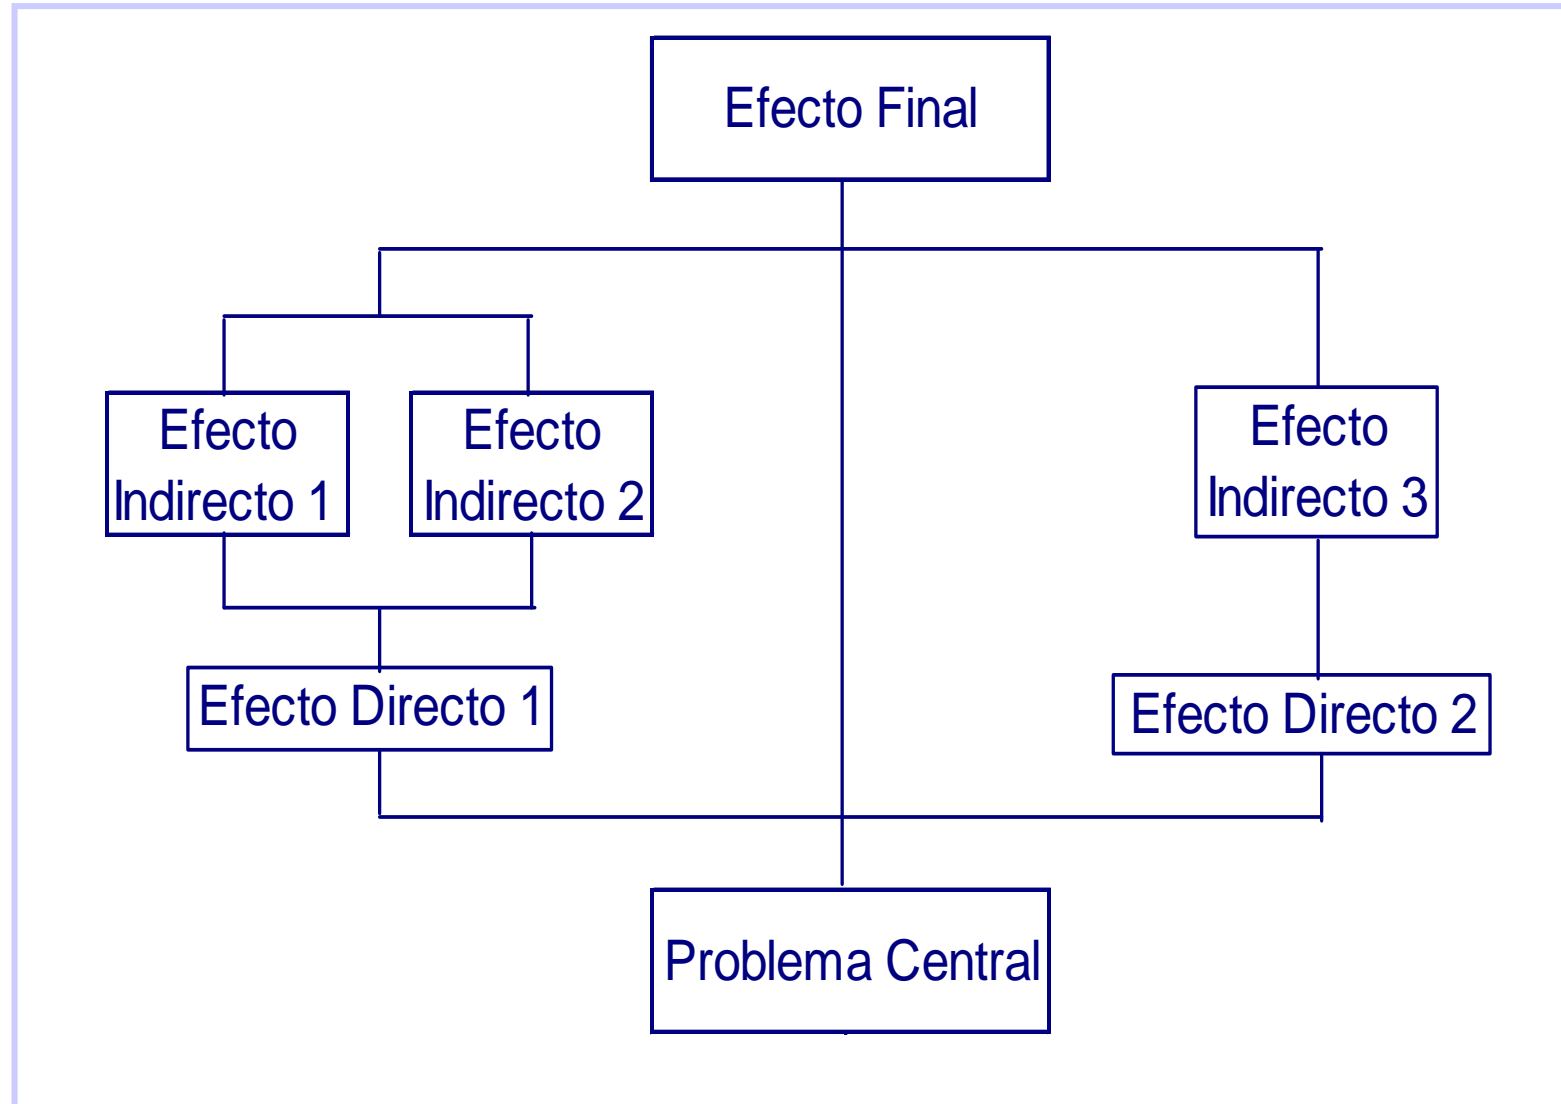 Efecto Final
Efecto
Indirecto 1
Efecto
Indirecto 2
Efecto
Indirecto 3
Efecto Directo 1
Efecto Directo 2
Problema Central